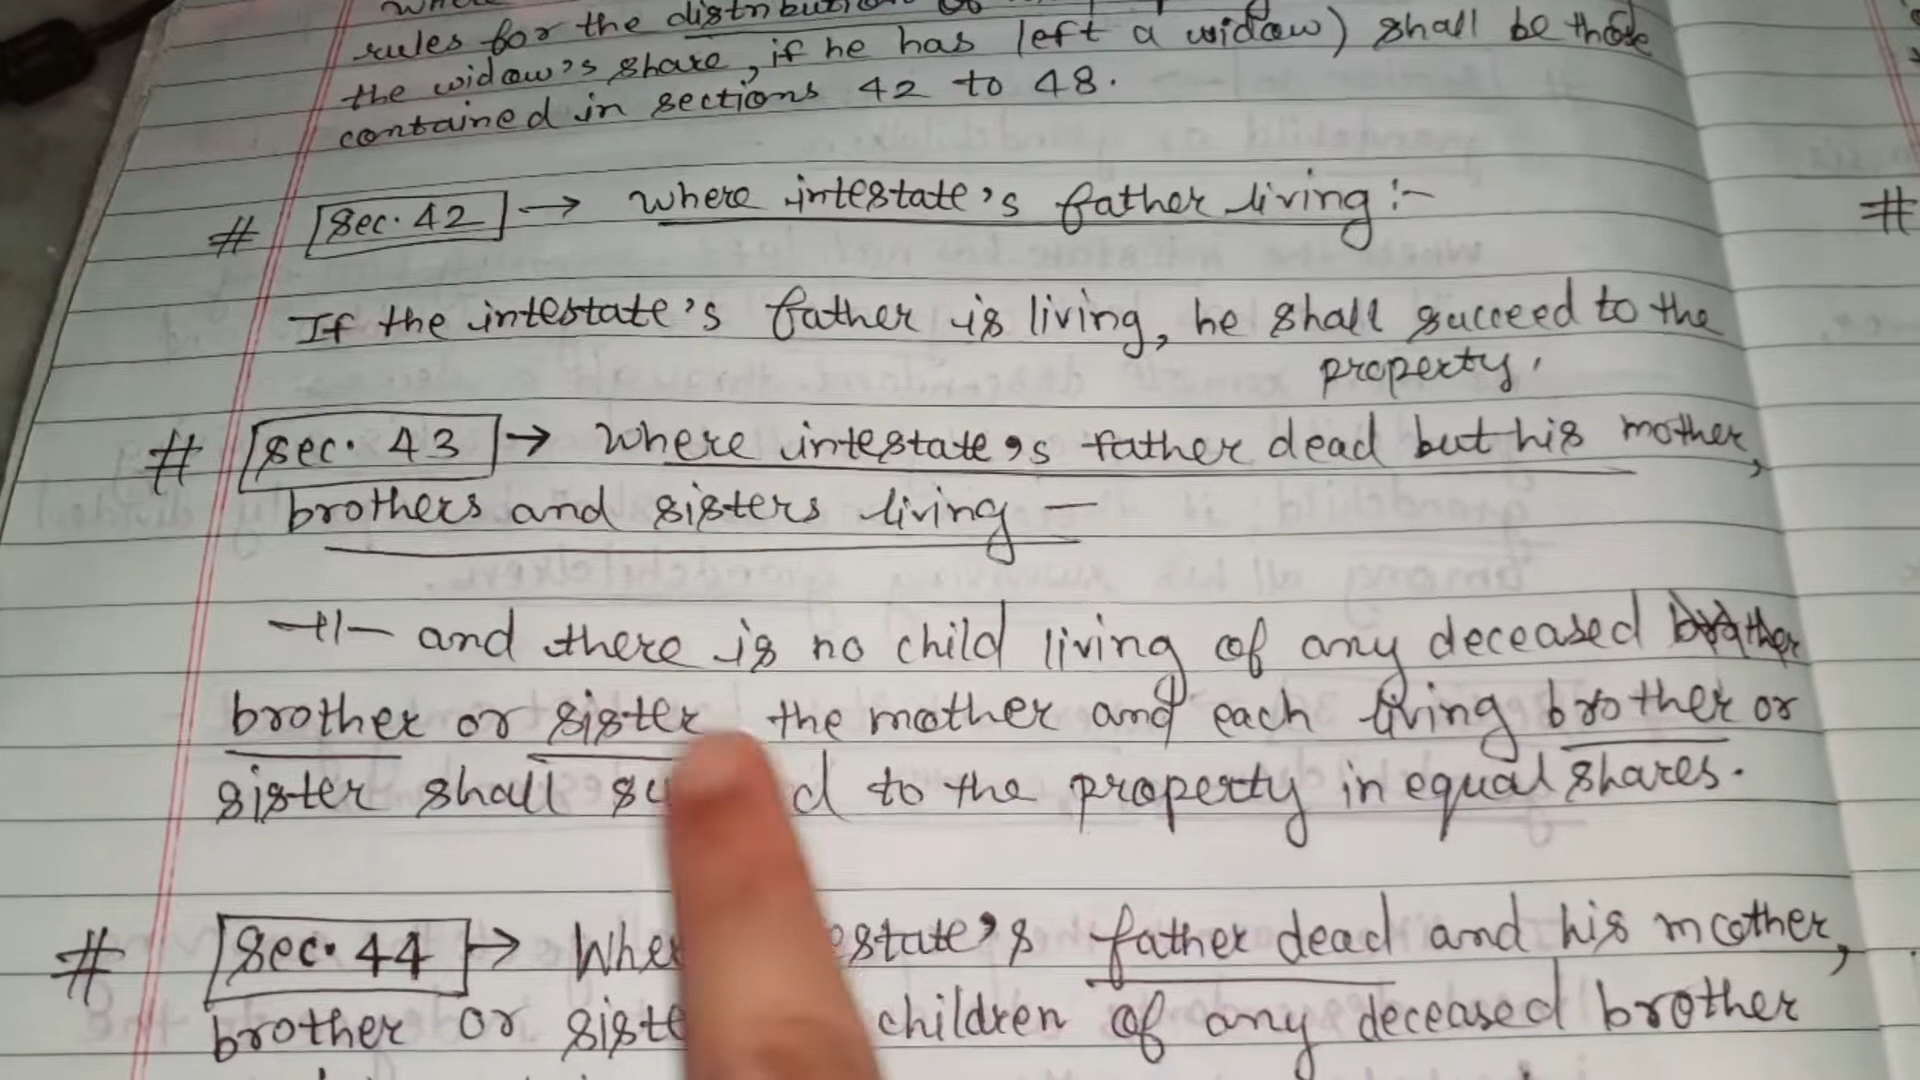 rules for the distribution
the widow's share, if he has left a widow) shall be those
contained in sections 42 to 48.
# Sec. 42 → where intestate's father living :-
If the intestate's father is living, he shall succeed to the
property.
# Sec. 43 → where intestate's father dead but his mother,
brothers and sisters living —
and there is no child living of any deceased
brother or sister the mother and each living brother or
sister shall to the property in equal shares.
# Sec. 44 → father dead and his mother,
brother or children of any deceased brother
#